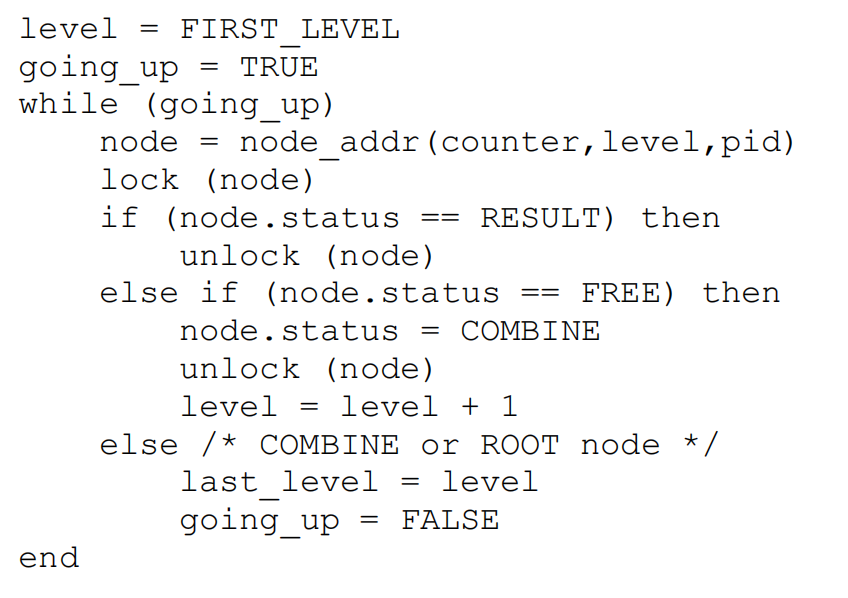 level = FIRST_LEVEL
going_up = TRUE
while (going_up)
    node = node_addr(counter,level,pid)
    lock (node)
    if (node.status == RESULT) then
        unlock (node)
    else if (node.status == FREE) then
        node.status = COMBINE
        unlock (node)
        level = level + 1
    else /* COMBINE or ROOT node */
        last_level = level
        going_up = FALSE
end